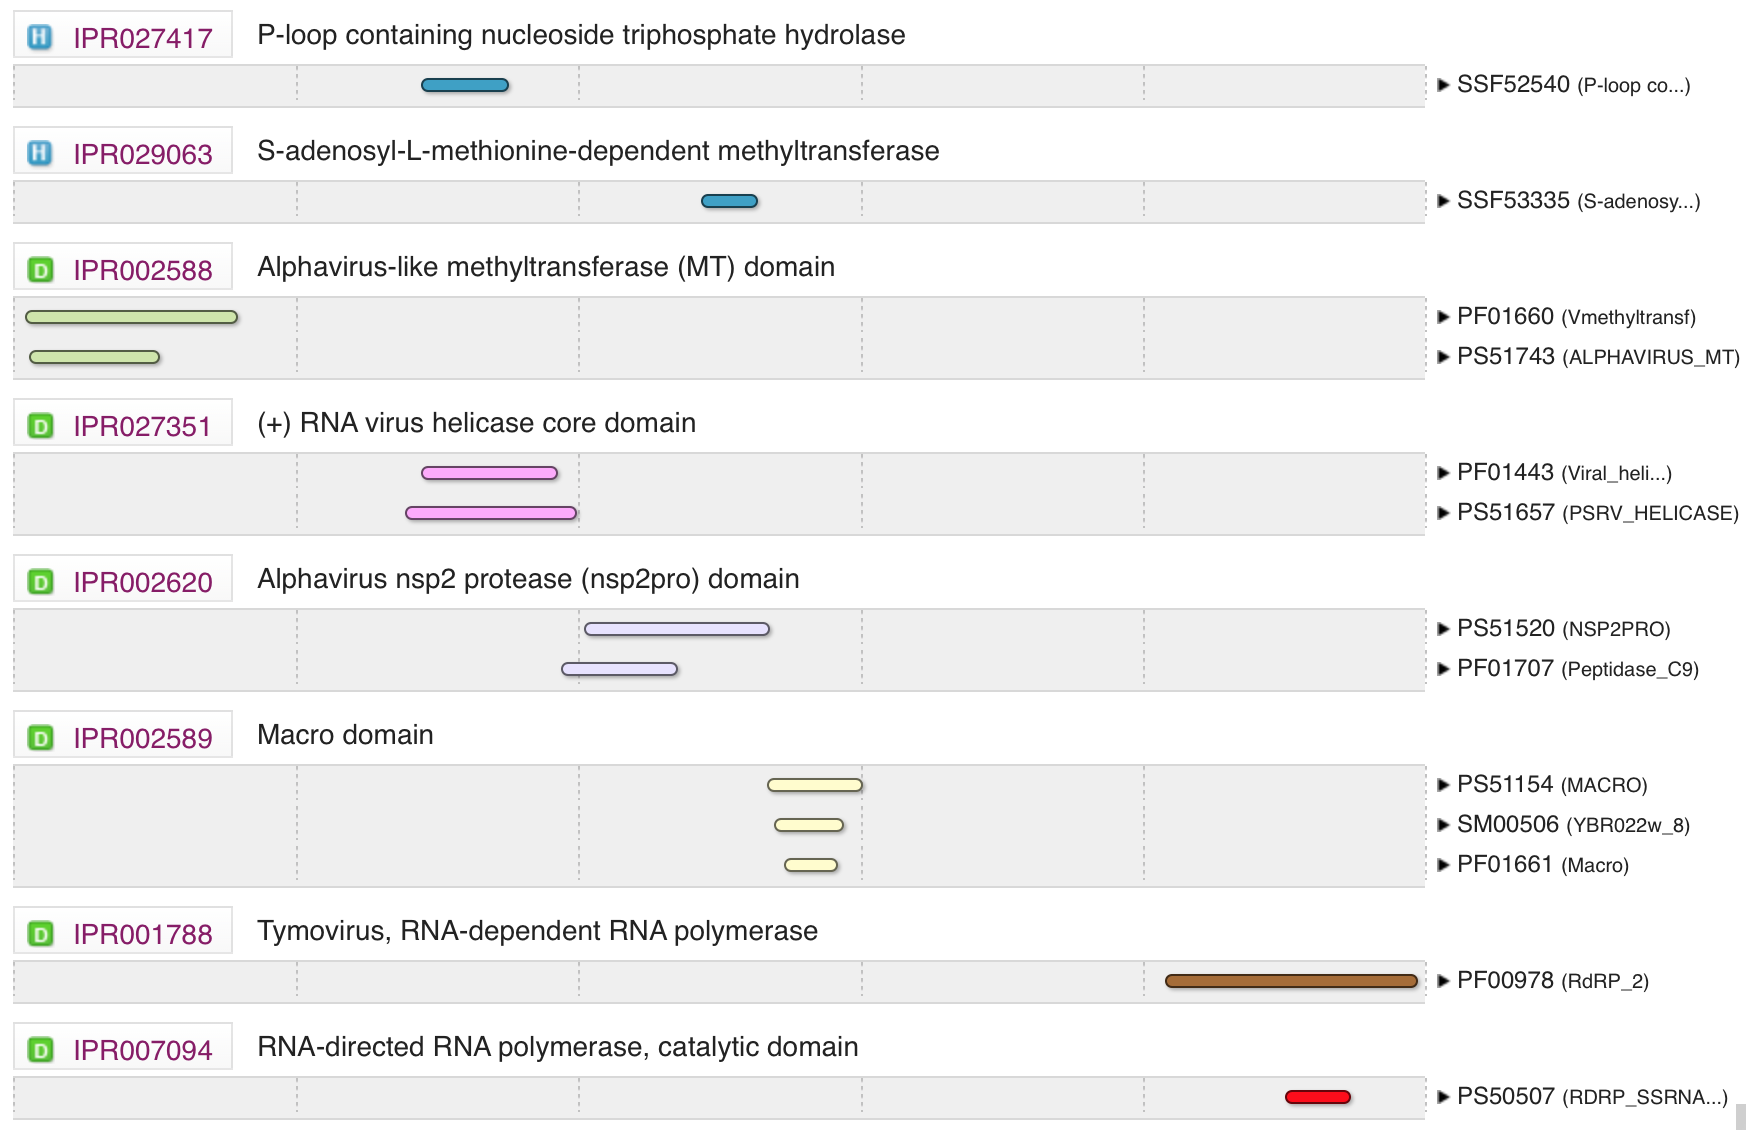 H IPR027417 P-loop containing nucleoside triphosphate hydrolase
SSF52540 (P-loop co...)
H IPR029063 S-adenosyl-L-methionine-dependent methyltransferase
SSF53335 (S-adenosy...)
D IPR002588 Alphavirus-like methyltransferase (MT) domain
PF01660 (Vmethyltransf)
PS51743 (ALPHAVIRUS_MT)
D IPR027351 (+) RNA virus helicase core domain
PF01443 (Viral_heli...)
PS51657 (PSRV_HELICASE)
D IPR002620 Alphavirus nsp2 protease (nsp2pro) domain
PS51520 (NSP2PRO)
PF01707 (Peptidase_C9)
D IPR002589 Macro domain
PS51154 (MACRO)
SM00506 (YBR022w_8)
PF01661 (Macro)
D IPR001788 Tymovirus, RNA-dependent RNA polymerase
PF00978 (RdRP_2)
D IPR007094 RNA-directed RNA polymerase, catalytic domain
PS50507 (RDRP_SSRNA...)